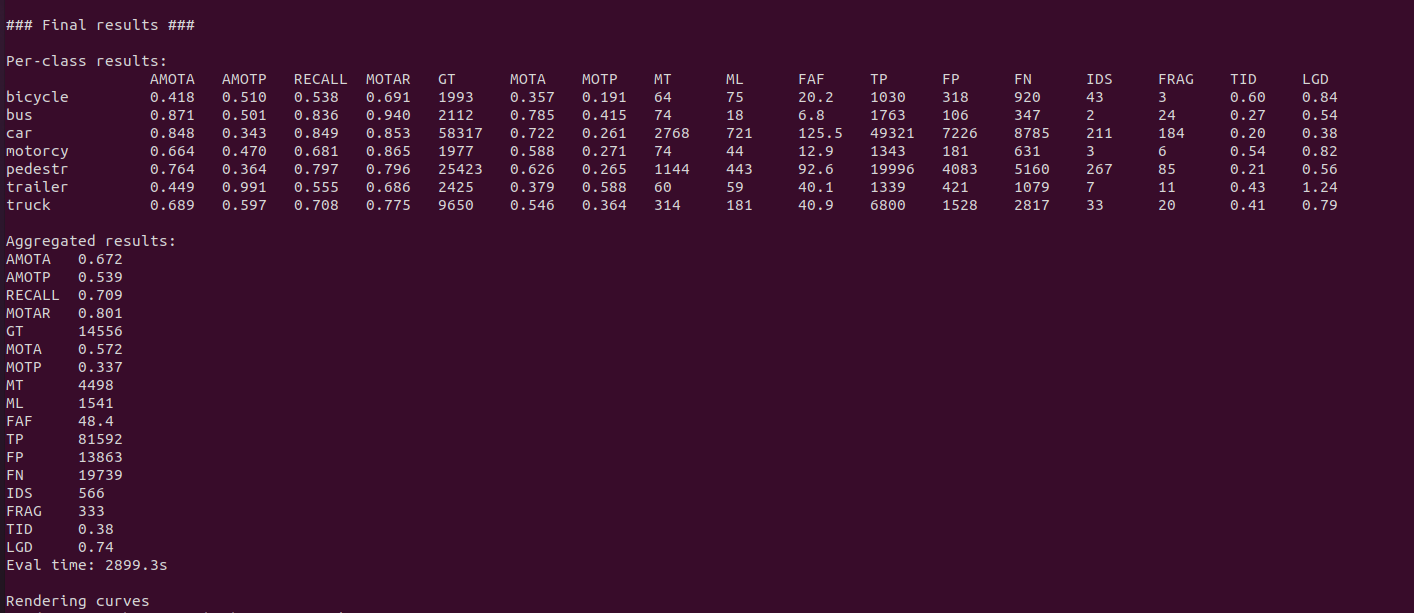 ### Final results ###
Per-class results:
AMOTA AMOTP RECALL MOTAR GT MOTA MOTP MT ML FAF TP FP FN IDS FRAG TID LGD
bicycle 0.418 0.510 0.538 0.691 1993 0.357 0.191 64 75 20.2 1030 318 920 43 3 0.60 0.84
bus 0.871 0.501 0.836 0.940 2112 0.785 0.415 74 18 6.8 1763 106 347 2 24 0.27 0.54
car 0.848 0.343 0.849 0.853 58317 0.722 0.261 2768 721 125.5 49321 7226 8785 211 184 0.20 0.38
motorcy 0.664 0.470 0.681 0.865 1977 0.588 0.271 74 44 12.9 1343 181 631 3 6 0.54 0.82
pedestr 0.764 0.364 0.797 0.796 25423 0.626 0.265 1144 443 92.6 19996 4083 5160 267 85 0.21 0.56
trailer 0.449 0.991 0.555 0.686 2425 0.379 0.588 60 59 40.1 1339 421 1079 7 11 0.43 1.24
truck 0.689 0.597 0.708 0.775 9650 0.546 0.364 314 181 40.9 6800 1528 2817 33 20 0.41 0.79
Aggregated results:
AMOTA 0.672
AMOTP 0.539
RECALL 0.709
MOTAR 0.801
GT 14556
MOTA 0.572
MOTP 0.337
MT 4498
ML 1541
FAF 48.4
TP 81592
FP 13863
FN 19739
IDS 566
FRAG 333
TID 0.38
LGD 0.74
Eval time: 2899.3s
Rendering curves